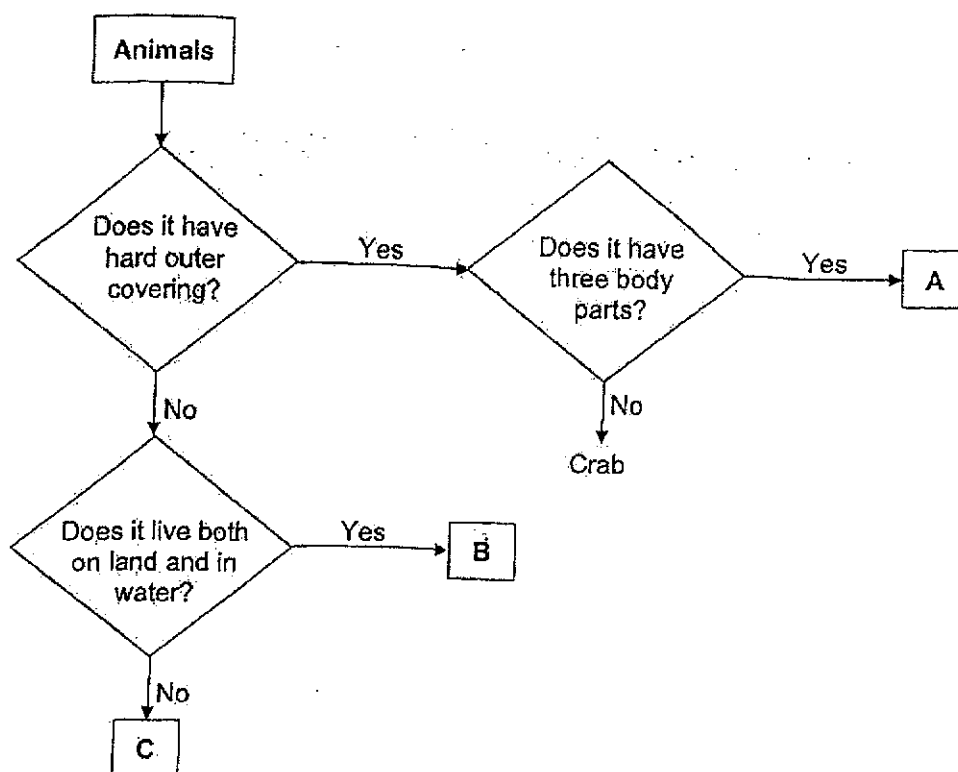 Animals
Does it have
hard outer
covering?
Yes
Does it have
three body
parts?
Yes
A
No
Crab
No
Does it live both
on land and in
water?
Yes
B
No
C